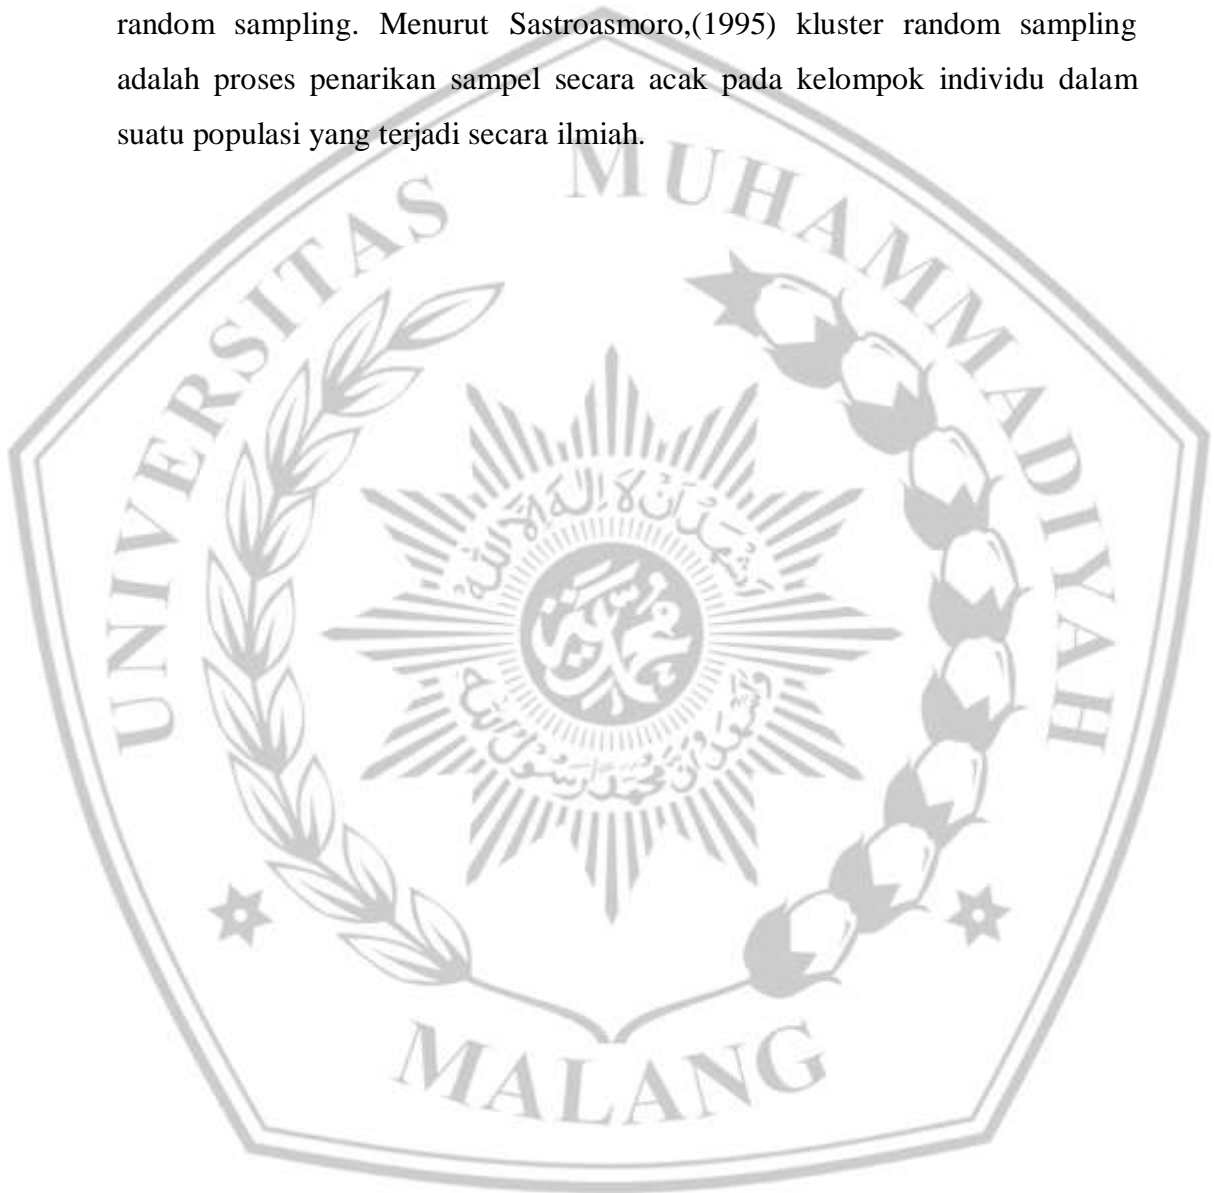 random sampling. Menurut Sastroasmoro,(1995) kluster random sampling
adalah proses penarikan sampel secara acak pada kelompok individu dalam
suatu populasi yang terjadi secara ilmiah.
UNIVERSITAS MUHAMMADIYAH
MALANG